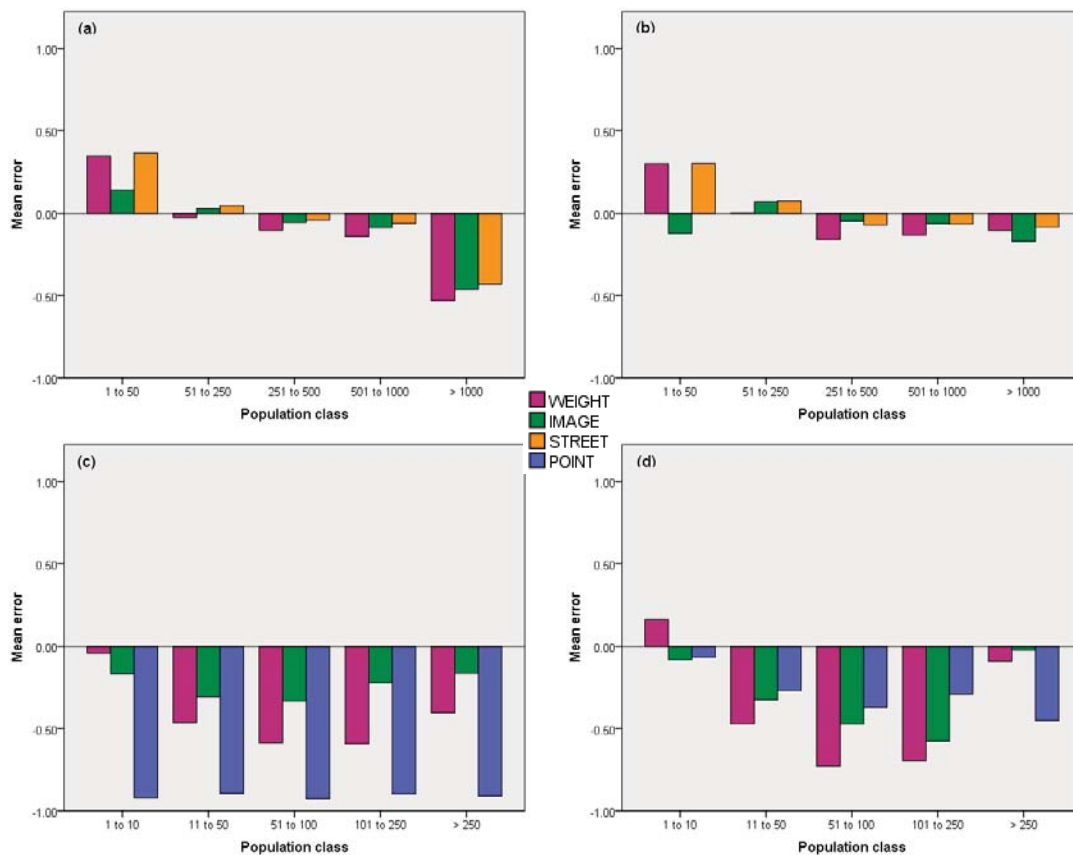 (a)
1.00
0.50
0.00
-0.50
-1.00
Mean error
1 to 50
51 to 250
251 to 500
501 to 1000
> 1000
Population class
(b)
1.00
0.50
0.00
-0.50
-1.00
Mean error
1 to 50
51 to 250
251 to 500
501 to 1000
> 1000
Population class
WEIGHT
IMAGE
STREET
POINT
(c)
1.00
0.50
0.00
-0.50
-1.00
Mean error
1 to 10
11 to 50
51 to 100
101 to 250
> 250
Population class
(d)
1.00
0.50
0.00
-0.50
-1.00
Mean error
1 to 10
11 to 50
51 to 100
101 to 250
> 250
Population class